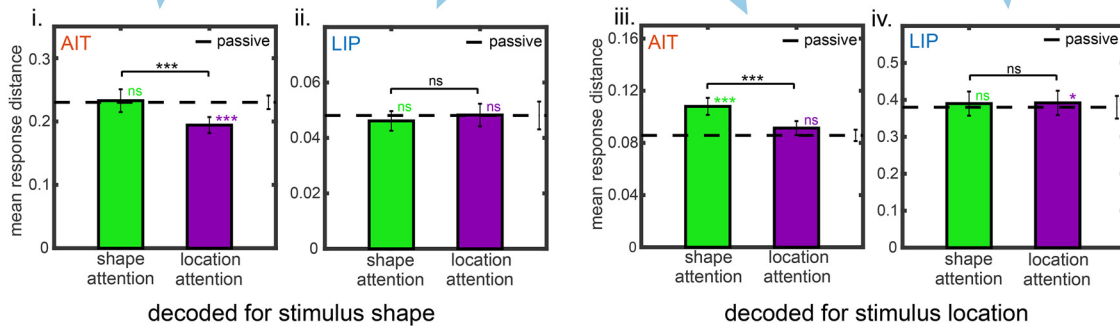 i.
AIT
passive
mean response distance
0.3
0.2
0.1
0
***
ns
***
shape attention
location attention
ii.
LIP
passive
0.06
0.04
0.02
0
ns
ns
ns
shape attention
location attention
decoded for stimulus shape
iii.
AIT
passive
mean response distance
0.16
0.12
0.08
0.04
0
***
***
ns
shape attention
location attention
iv.
LIP
passive
0.5
0.4
0.3
0.2
0.1
0
ns
ns
*
shape attention
location attention
decoded for stimulus location